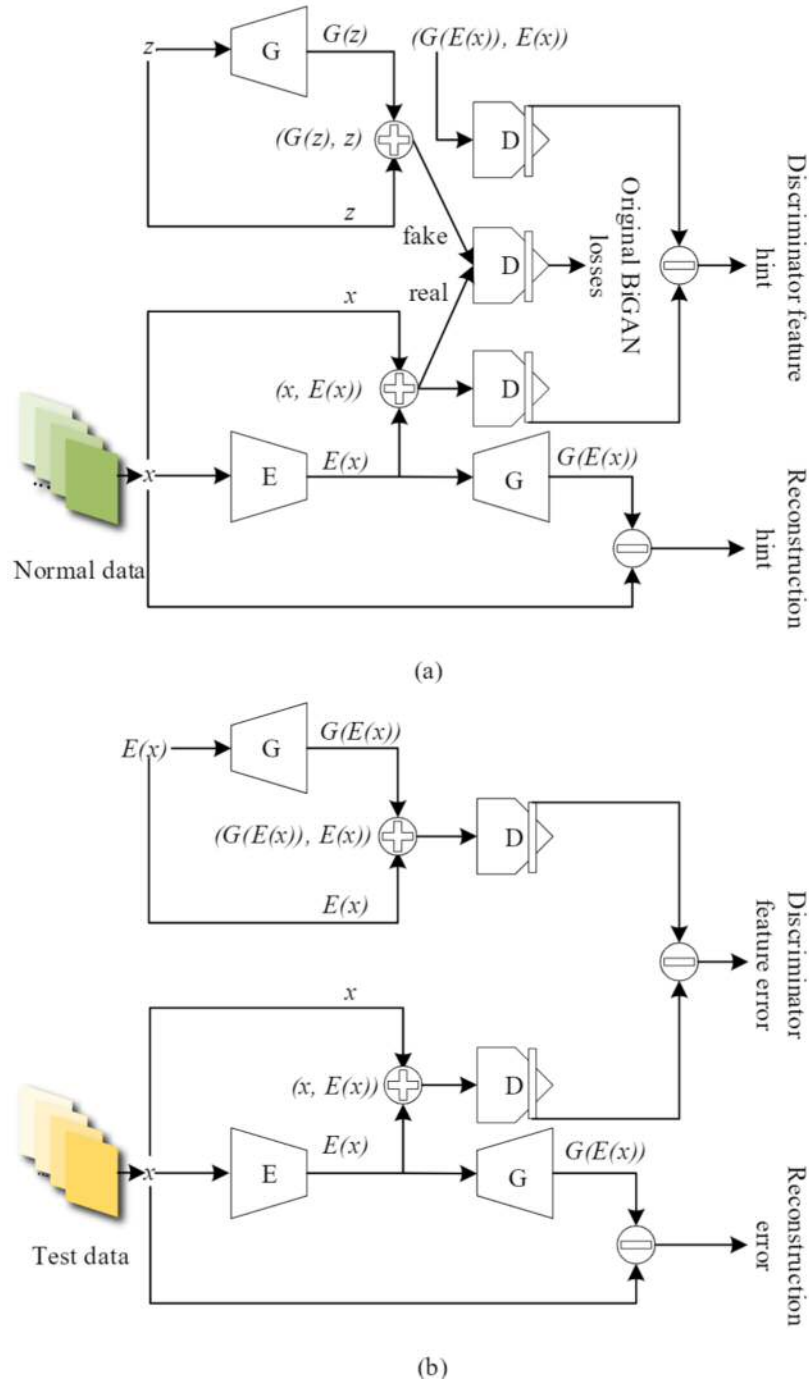 G(z)
(G(E(x)), E(x))
z
G
D
(G(z), z)
z
fake
D
Original BiGAN
losses
Discriminator feature
hint
real
x
(x, E(x))
D
x
E
E(x)
G
G(E(x))
...
Normal data
Reconstruction
hint
(a)
E(x)
G
G(E(x))
(G(E(x)), E(x))
D
E(x)
Discriminator
feature error
x
(x, E(x))
D
x
E
E(x)
G
G(E(x))
...
Test data
Reconstruction
error
(b)